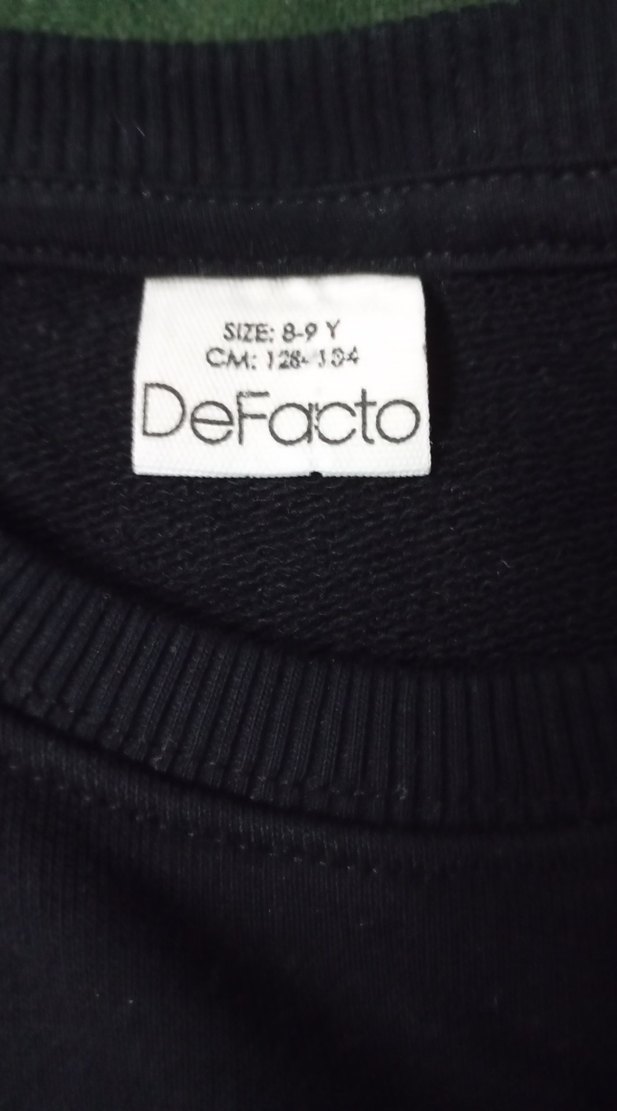 SIZE: 8-9 Y
CM: 128-134
DeFacto